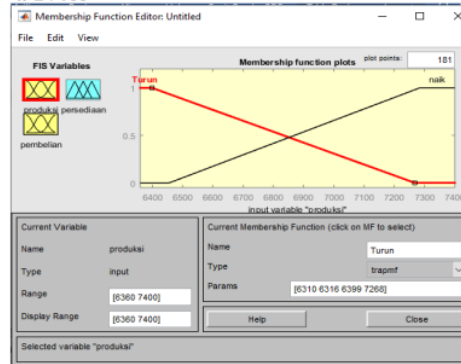 Membership Function Editor: Untitled
File Edit View
FIS Variables
produksi persediaan
pembelian
Membership function plots
plot points: 181
Turun naik
1
0.5
0
6400 6500 6600 6700 6800 6900 7000 7100 7200 7300 7400
input variable "produksi"
Current Variable
Name produksi
Type input
Range [6360 7400]
Display Range [6360 7400]
Current Membership Function (click on MF to select)
Name Turun
Type trapmf
Params [6310 6316 6399 7268]
Help Close
Selected variable "produksi"